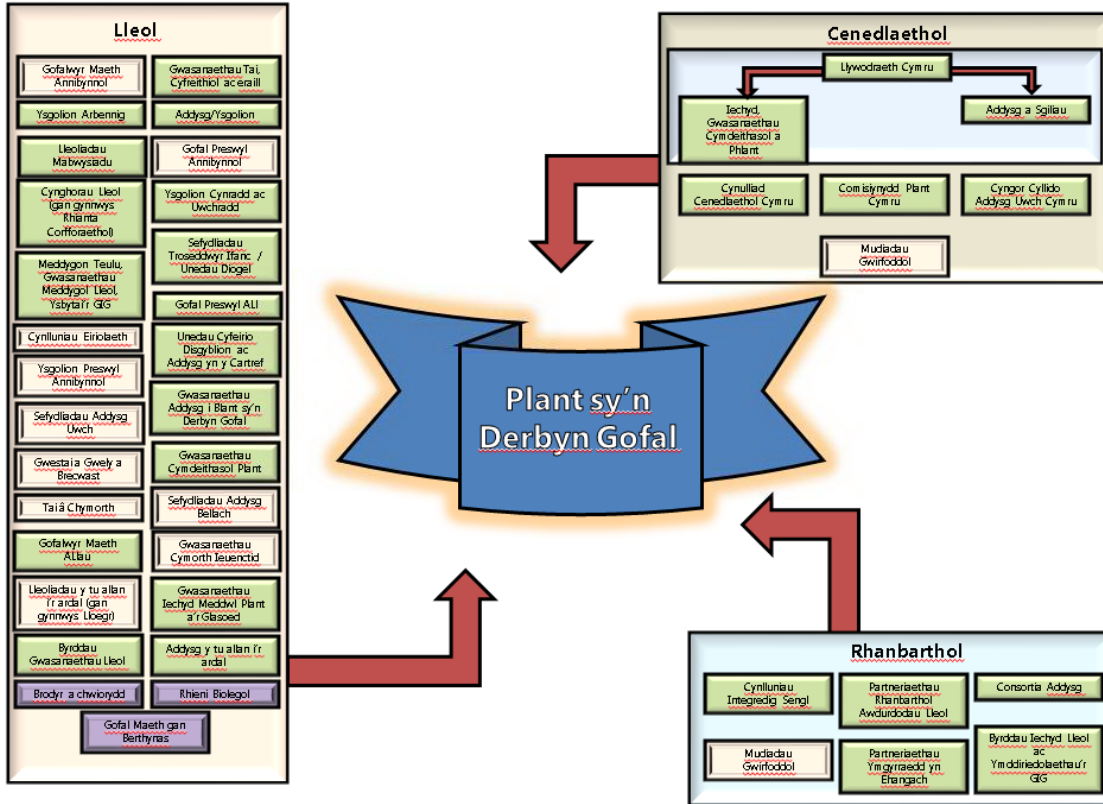 Lleol
Gofalwyr Maeth
Annibynnol
Gwasanaethau Tai,
Cyfreithiol ac eraill
Ysgolion Arbennig
Addysg/Ysgolion
Lleoliadau
Mabwysiadu
Gofal Preswyl
Annibynnol
Cynghorau Lleol
(gan gynnwys
Rhianta
Corfforaethol)
Ysgolion Cynradd ac
Uwchradd
Meddygon Teulu,
Gwasanaethau
Meddygol Lleol,
Ysbytai'r GIG
Sefydliadau
Troseddwyr Ifanc /
Unedau Diogel
Gofal Preswyl ALl
Cynlluniau Eiriolaeth
Unedau Cyfeirio
Disgyblion ac
Addysg yn y Cartref
Ysgolion Preswyl
Annibynnol
Gwasanaethau
Addysg i Blant sy'n
Derbyn Gofal
Sefydliadau Addysg
Uwch
Gwasanaethau
Cymdeithasol Plant
Gwestai a Gwely a
Brecwast
Sefydliadau Addysg
Bellach
Tai â Chymorth
Gofalwyr Maeth
ALlau
Gwasanaethau
Cymorth Ieuenctid
Lleoliadau y tu allan
i'r ardal (gan
gynnwys Lloegr)
Gwasanaethau
Iechyd Meddwl Plant
a'r Glasoed
Byrddau
Gwasanaethau Lleol
Addysg y tu allan i'r
ardal
Brodyr a chwiorydd
Rhieni Biolegol
Gofal Maeth gan
Berthynas
Cenedlaethol
Llywodraeth Cymru
Iechyd,
Gwasanaethau
Cymdeithasol a
Phlant
Addysg a Sgiliau
Cynulliad
Cenedlaethol Cymru
Comisiynydd Plant
Cymru
Cyngor Cyllido
Addysg Uwch Cymru
Mudiadau
Gwirfoddol
Plant sy'n
Derbyn Gofal
Rhanbarthol
Cynlluniau
Integredig Sengl
Partneriaethau
Rhanbarthol
Awdurdodau Lleol
Consortia Addysg
Mudiadau
Gwirfoddol
Partneriaethau
Ymgyrraedd yn
Ehangach
Byrddau Iechyd Lleol
ac
Ymddiriedolaethau'r
GIG